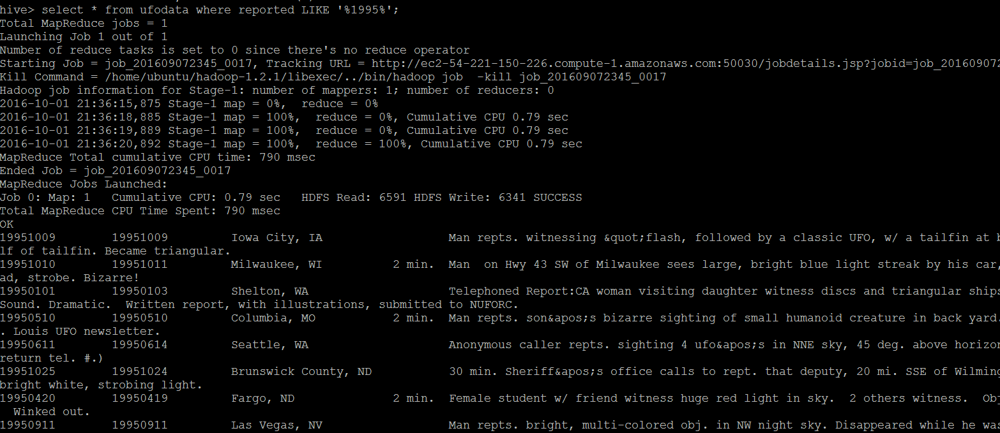 hive> select * from ufodata where reported LIKE '%1995%';
Total MapReduce jobs = 1
Launching Job 1 out of 1
Number of reduce tasks is set to 0 since there's no reduce operator
Starting Job = job_201609072345_0017, Tracking URL = http://ec2-54-221-150-226.compute-1.amazonaws.com:50030/jobdetails.jsp?jobid=job_201609072
Kill Command = /home/ubuntu/hadoop-1.2.1/libexec/../bin/hadoop job  -kill job_201609072345_0017
Hadoop job information for Stage-1: number of mappers: 1; number of reducers: 0
2016-10-01 21:36:15,875 Stage-1 map = 0%,  reduce = 0%
2016-10-01 21:36:18,885 Stage-1 map = 100%,  reduce = 0%, Cumulative CPU 0.79 sec
2016-10-01 21:36:19,889 Stage-1 map = 100%,  reduce = 0%, Cumulative CPU 0.79 sec
2016-10-01 21:36:20,892 Stage-1 map = 100%,  reduce = 100%, Cumulative CPU 0.79 sec
MapReduce Total cumulative CPU time: 790 msec
Ended Job = job_201609072345_0017
MapReduce Jobs Launched:
Job 0: Map: 1   Cumulative CPU: 0.79 sec   HDFS Read: 6591 HDFS Write: 6341 SUCCESS
Total MapReduce CPU Time Spent: 790 msec
OK
19951009        19951009         Iowa City, IA                  Man repts. witnessing &quot;flash, followed by a classic UFO, w/ a tailfin at
lf of tailfin. Became triangular.
19951010        19951011         Milwaukee, WI          2 min.  Man  on Hwy 43 SW of Milwaukee sees large, bright blue light streak by his car,
ad, strobe. Bizarre!
19950101        19950103         Shelton, WA                    Telephoned Report:CA woman visiting daughter witness discs and triangular ships
Sound. Dramatic.  Written report, with illustrations, submitted to NUFORC.
19950510        19950510         Columbia, MO           2 min.  Man repts. son&apos;s bizarre sighting of small humanoid creature in back yard.
. Louis UFO newsletter.
19950611        19950614         Seattle, WA                    Anonymous caller repts. sighting 4 ufo&apos;s in NNE sky, 45 deg. above horizon
return tel. #.)
19951025        19951024         Brunswick County, ND           30 min. Sheriff&apos;s office calls to rept. that deputy, 20 mi. SSE of Wilming
bright white, strobing light.
19950420        19950419         Fargo, ND              2 min.  Female student w/ friend witness huge red light in sky.  2 others witness.  Obj
  Winked out.
19950911        19950911         Las Vegas, NV                  Man repts. bright, multi-colored obj. in NW night sky. Disappeared while he was